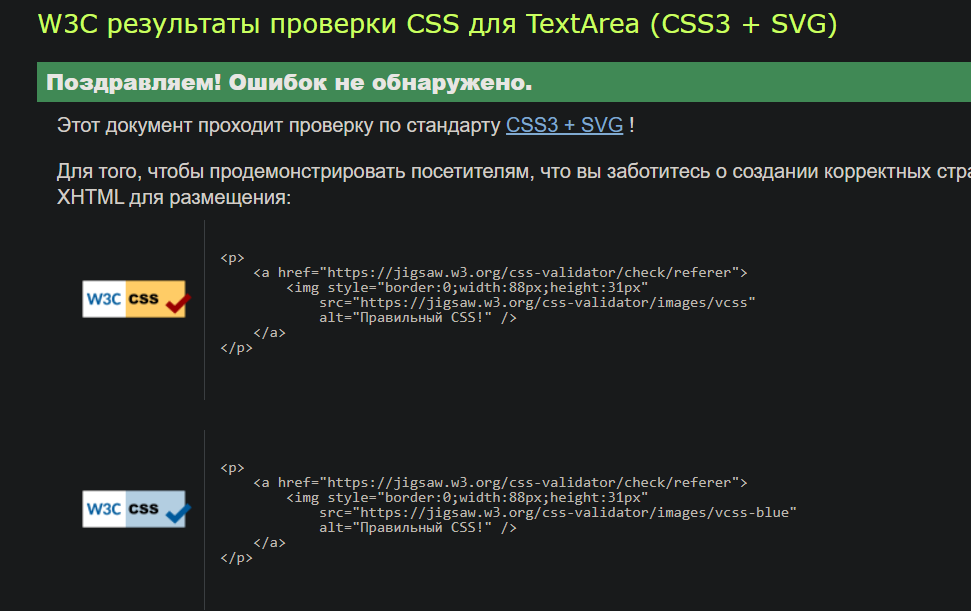 W3C результаты проверки CSS для TextArea (CSS3 + SVG)
Поздравляем! Ошибок не обнаружено.
Этот документ проходит проверку по стандарту CSS3 + SVG !
Для того, чтобы продемонстрировать посетителям, что вы заботитесь о создании корректных стра
XHTML для размещения:
W3C css
<p>
<a href="https://jigsaw.w3.org/css-validator/check/referer">
<img style="border:0;width:88px;height:31px"
src="https://jigsaw.w3.org/css-validator/images/vcss"
alt="Правильный CSS!" />
</a>
</p>
W3C css
<p>
<a href="https://jigsaw.w3.org/css-validator/check/referer">
<img style="border:0;width:88px;height:31px"
src="https://jigsaw.w3.org/css-validator/images/vcss-blue"
alt="Правильный CSS!" />
</a>
</p>